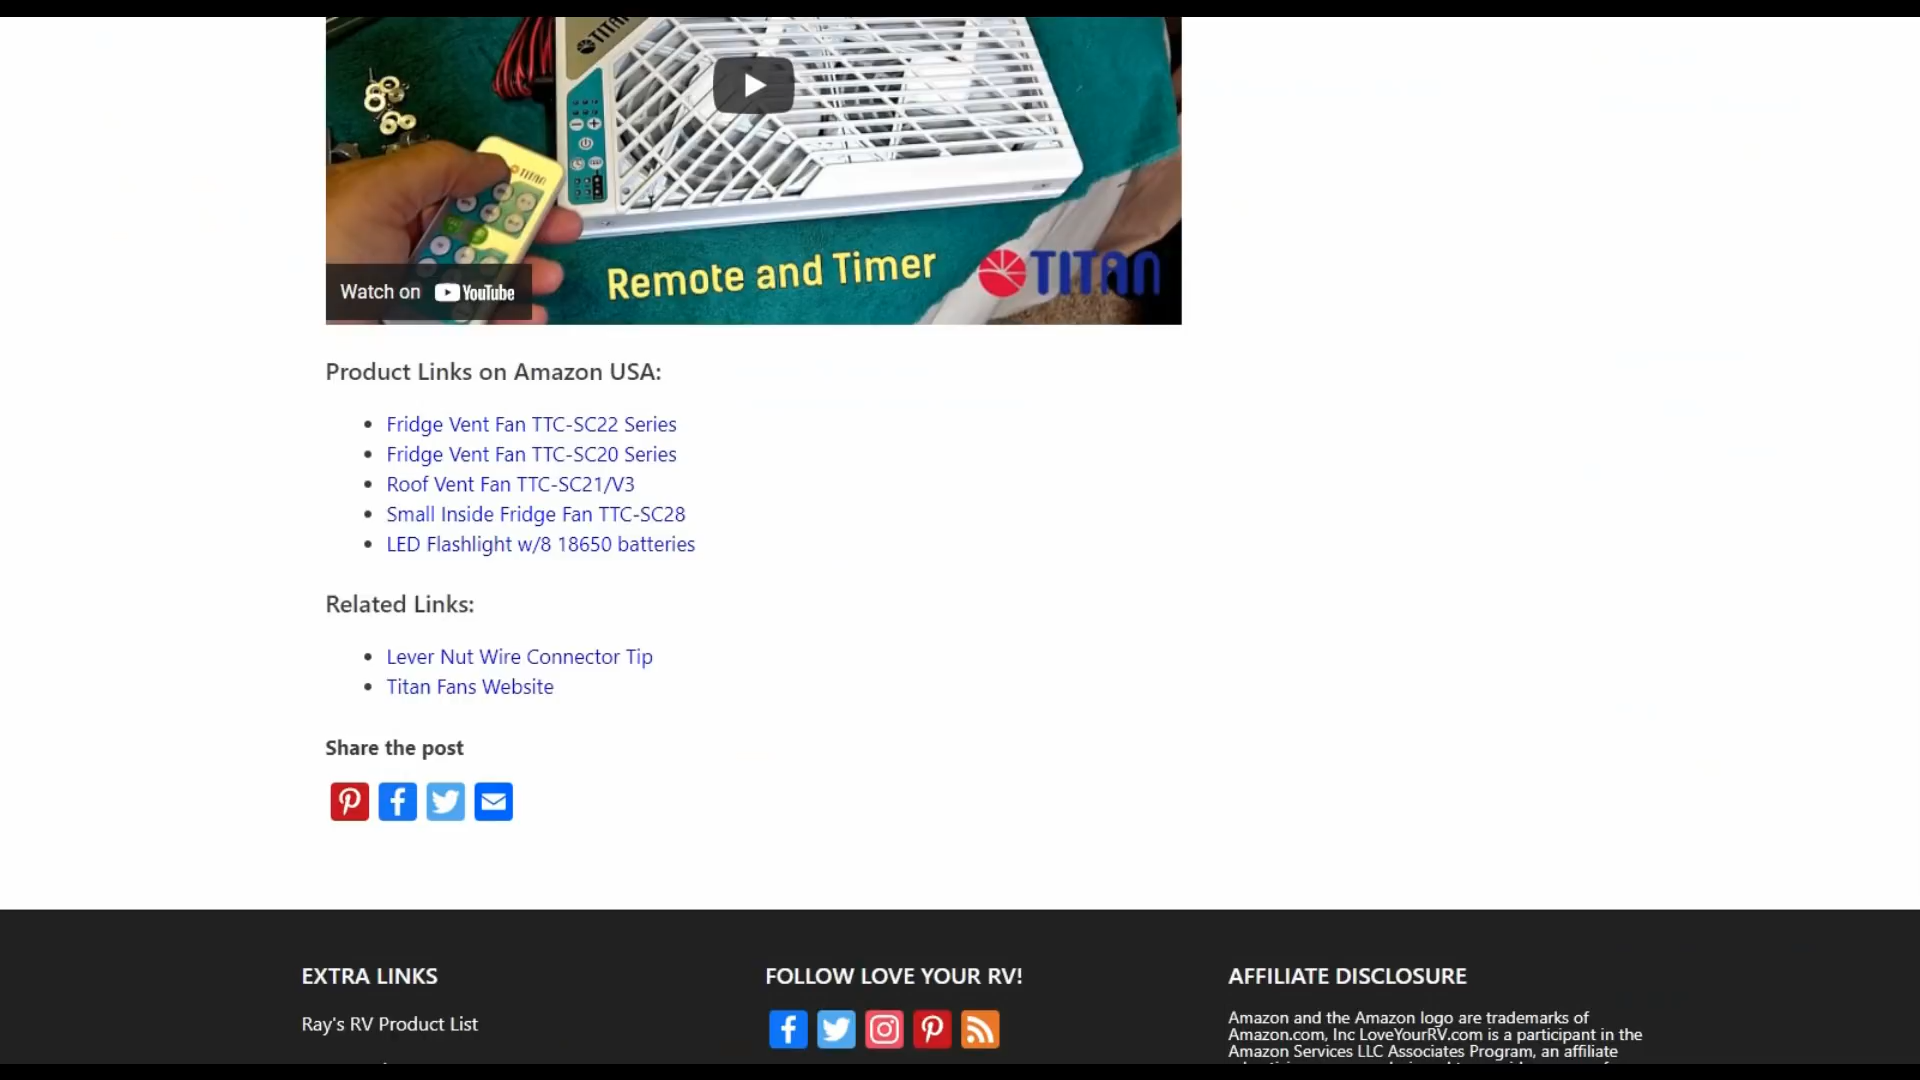 TITAN
TITAN
Remote and Timer
TITAN
Watch on YouTube
Product Links on Amazon USA:
Fridge Vent Fan TTC-SC22 Series
Fridge Vent Fan TTC-SC20 Series
Roof Vent Fan TTC-SC21/V3
Small Inside Fridge Fan TTC-SC28
LED Flashlight w/8 18650 batteries
Related Links:
Lever Nut Wire Connector Tip
Titan Fans Website
Share the post
EXTRA LINKS
FOLLOW LOVE YOUR RV!
AFFILIATE DISCLOSURE
Ray's RV Product List
Amazon and the Amazon logo are trademarks of
Amazon.com, Inc LoveYourRV.com is a participant in the
Amazon Services LLC Associates Program, an affiliate